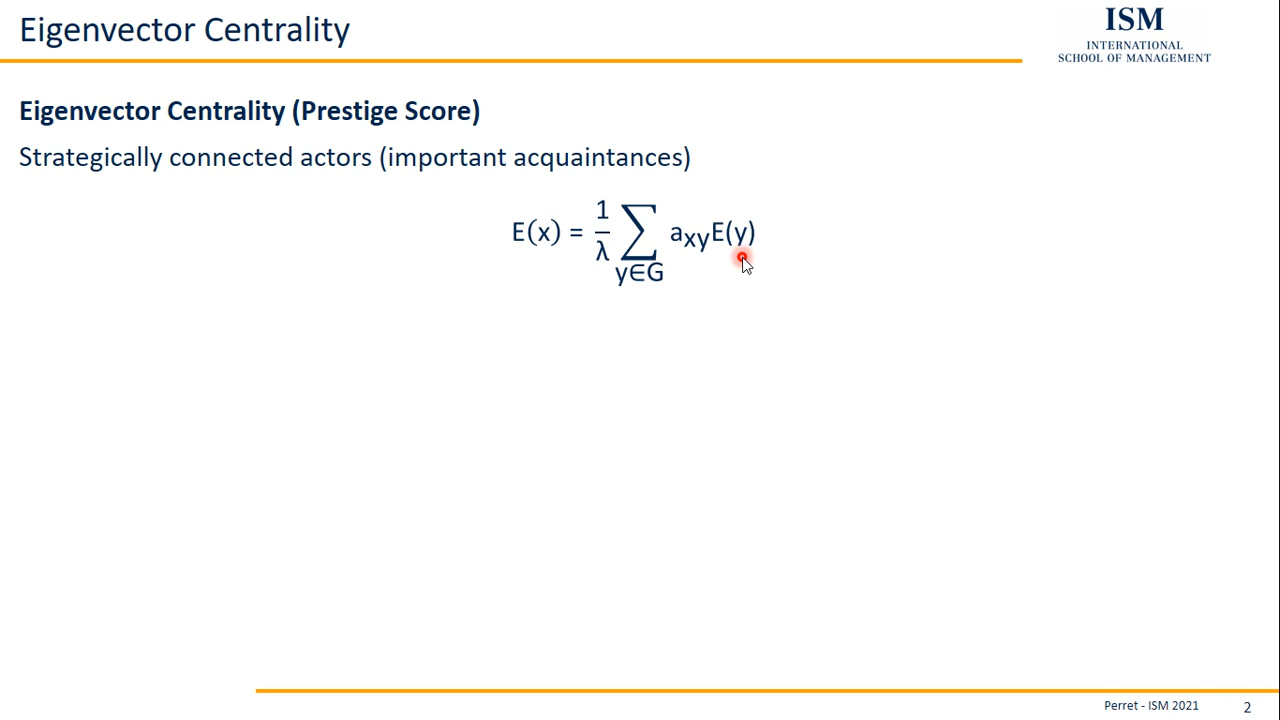 Eigenvector Centrality
ISM
INTERNATIONAL
SCHOOL OF MANAGEMENT
Eigenvector Centrality (Prestige Score)
Strategically connected actors (important acquaintances)
E(x) = 1/λ ∑ y∈G axyE(y)
Perret - ISM 2021
2